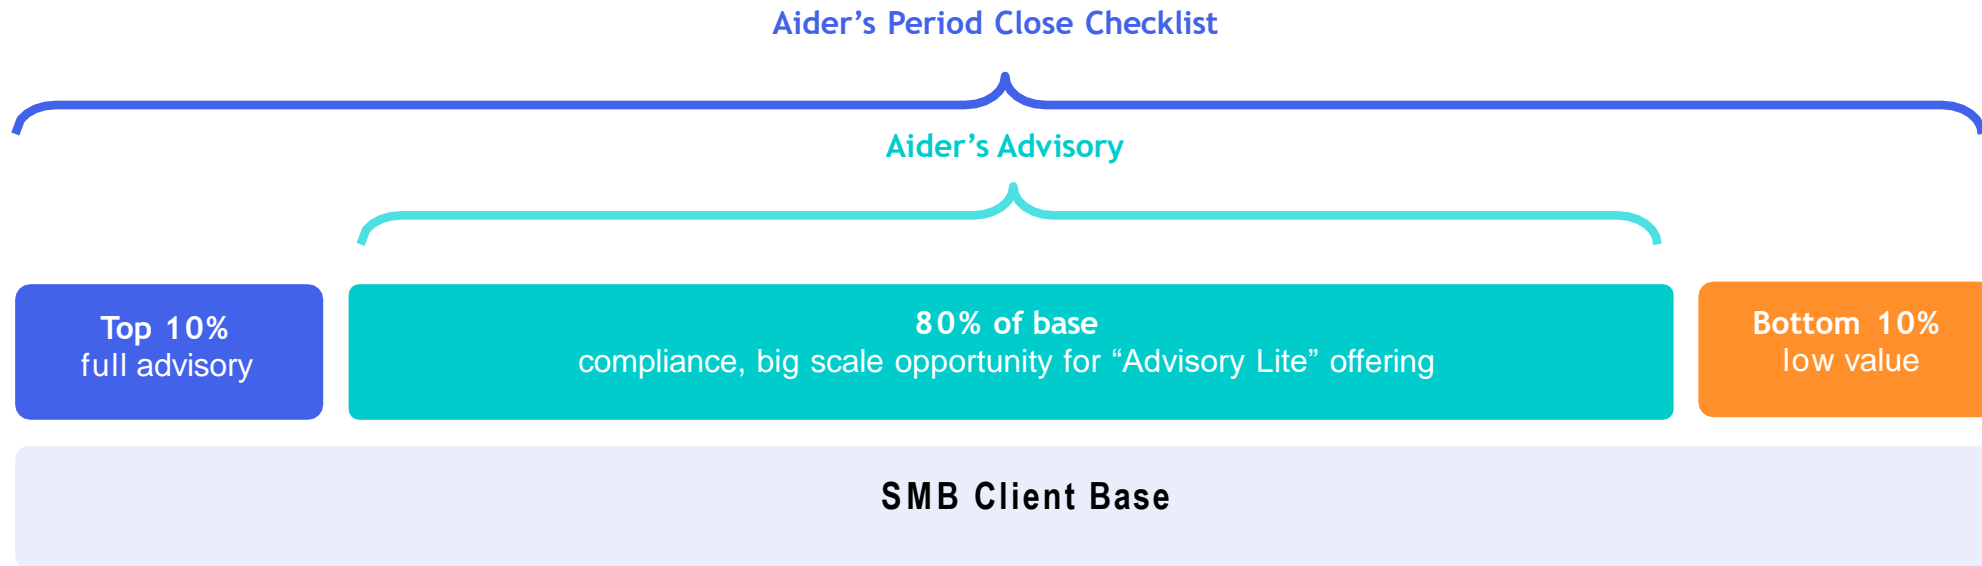 Aider’s Period Close Checklist
Aider’s Advisory
Top 10%
full advisory
80% of base
compliance, big scale opportunity for “Advisory Lite” offering
Bottom 10%
low value
SMB Client Base